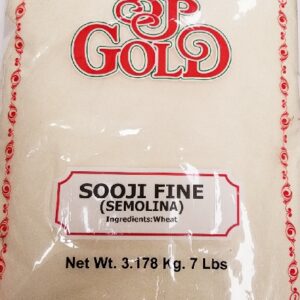 GOLD
SOOJI FINE
(SEMOLINA)
Ingredients:Wheat
Net Wt. 3.178 Kg. 7 Lbs